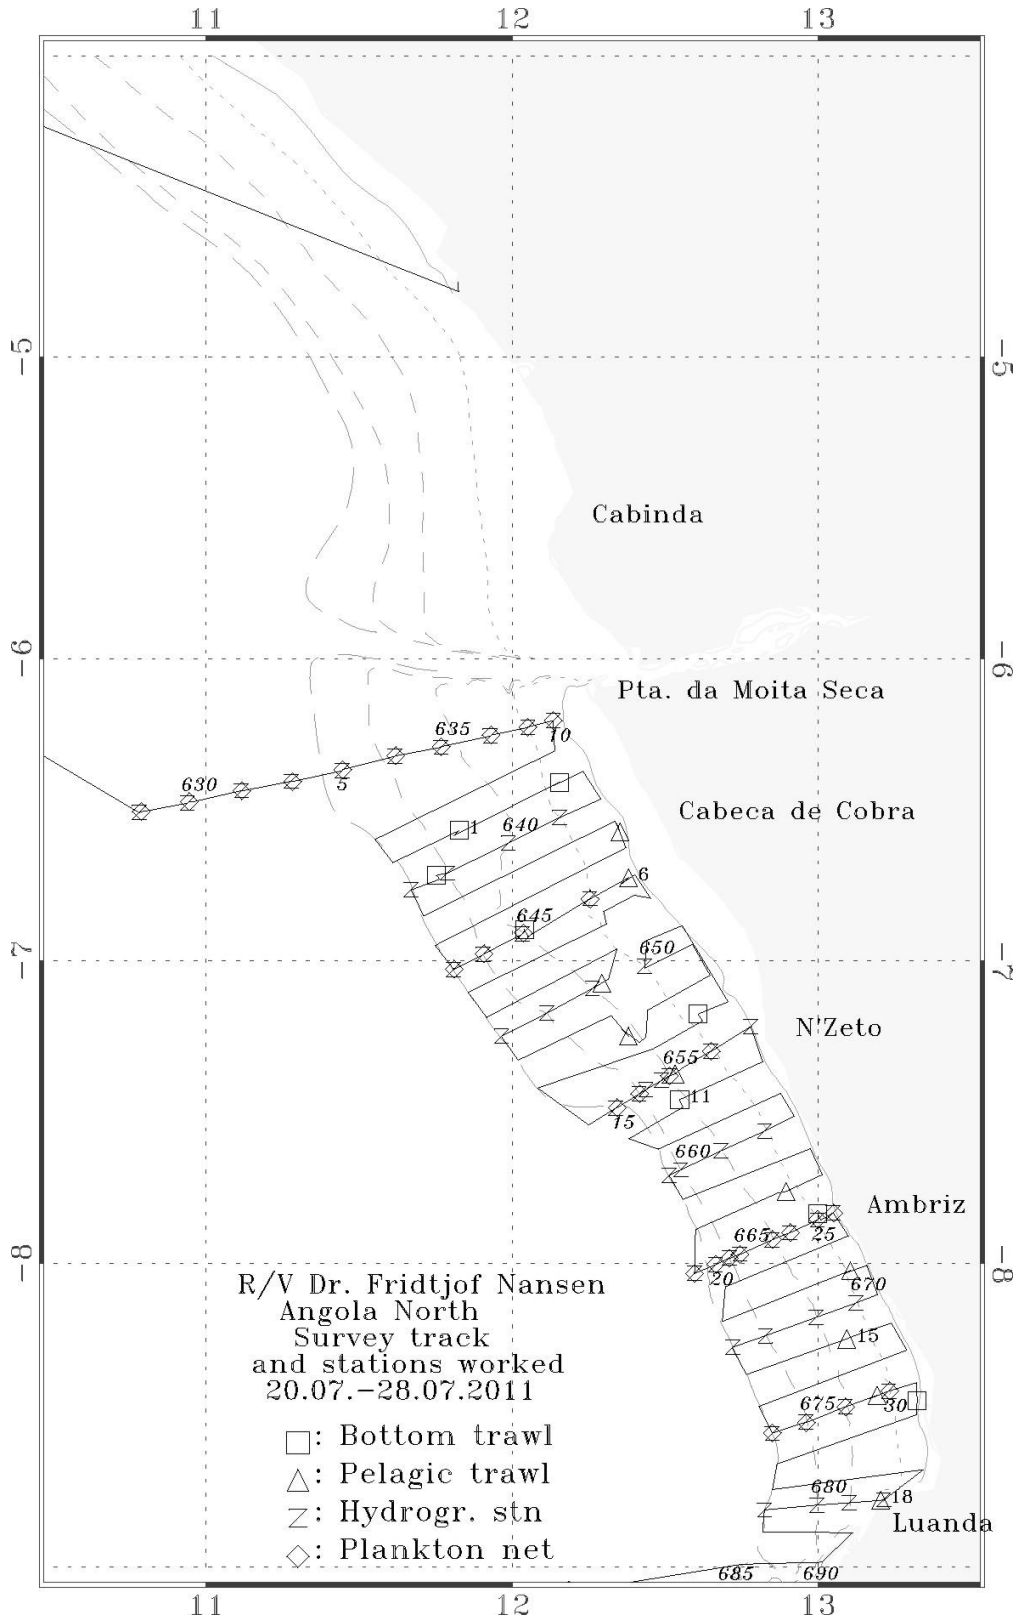 11 12 13
-5 -5
Cabinda
-6 -6
Pta. da Moita Seca
635
10
630
5
Cabeca de Cobra
1
640
6
645
650
-7 -7
N'Zeto
655
11
15
660
Ambriz
25
665
20
-8 -8
670
R/V Dr. Fridtjof Nansen
Angola North
Survey track
and stations worked
20.07.-28.07.2011
15
675
30
□: Bottom trawl
△: Pelagic trawl
Z: Hydrogr. stn
◇: Plankton net
680
18
Luanda
685
690
11 12 13